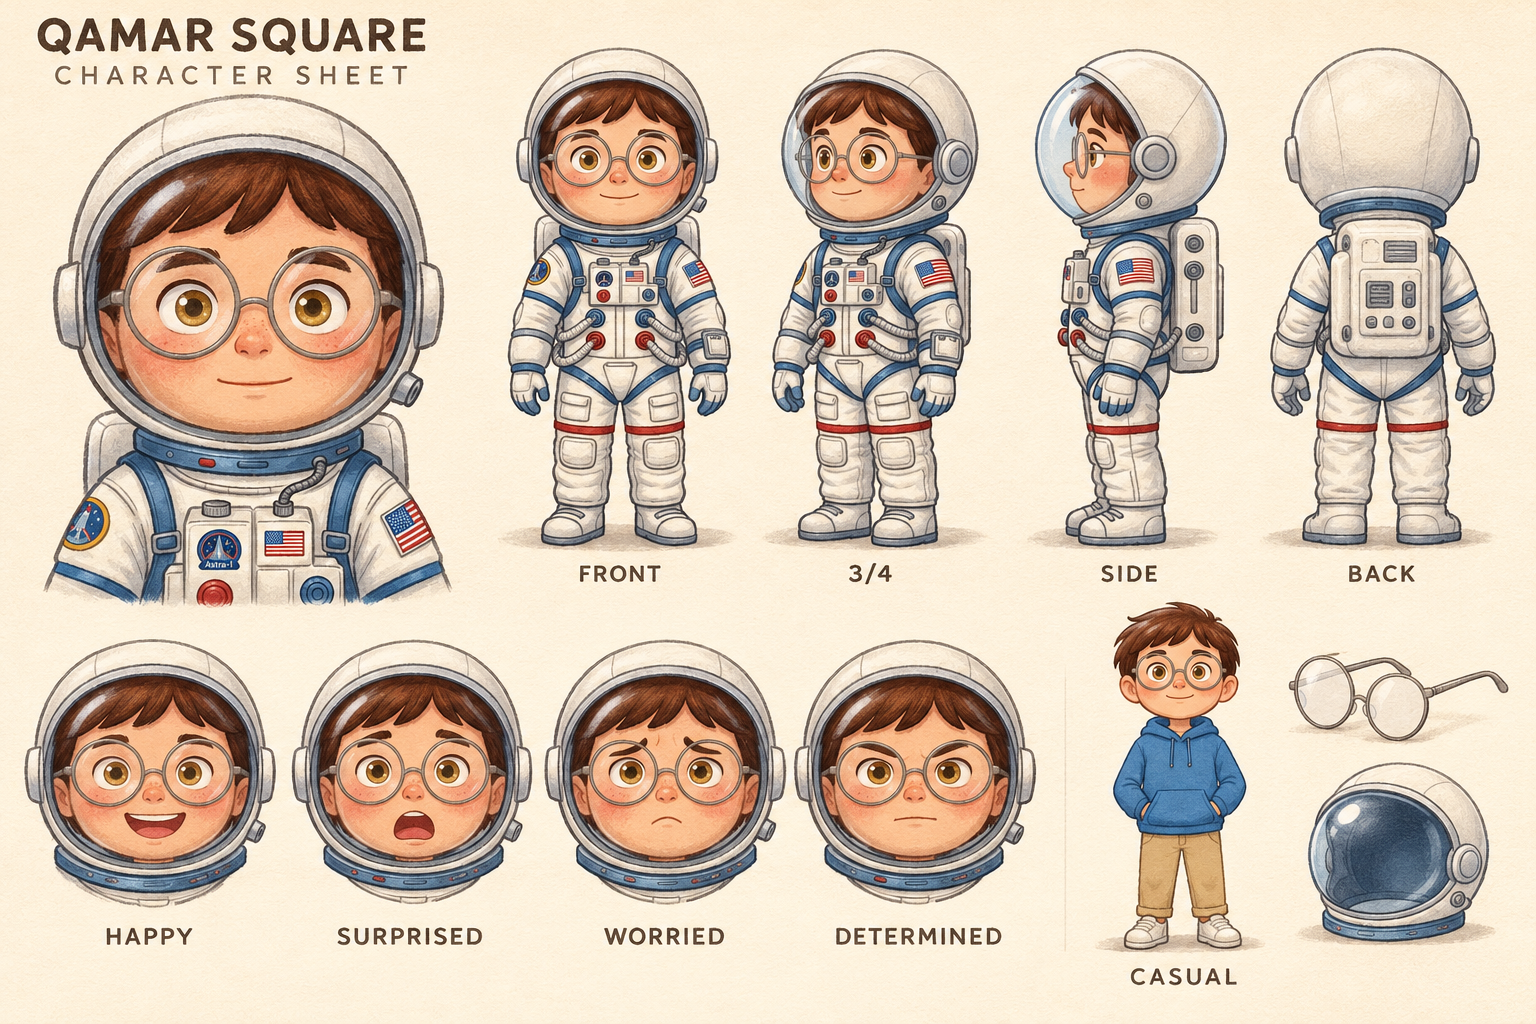 QAMAR SQUARE
CHARACTER SHEET
Astra-1
FRONT
3/4
SIDE
BACK
HAPPY
SURPRISED
WORRIED
DETERMINED
CASUAL